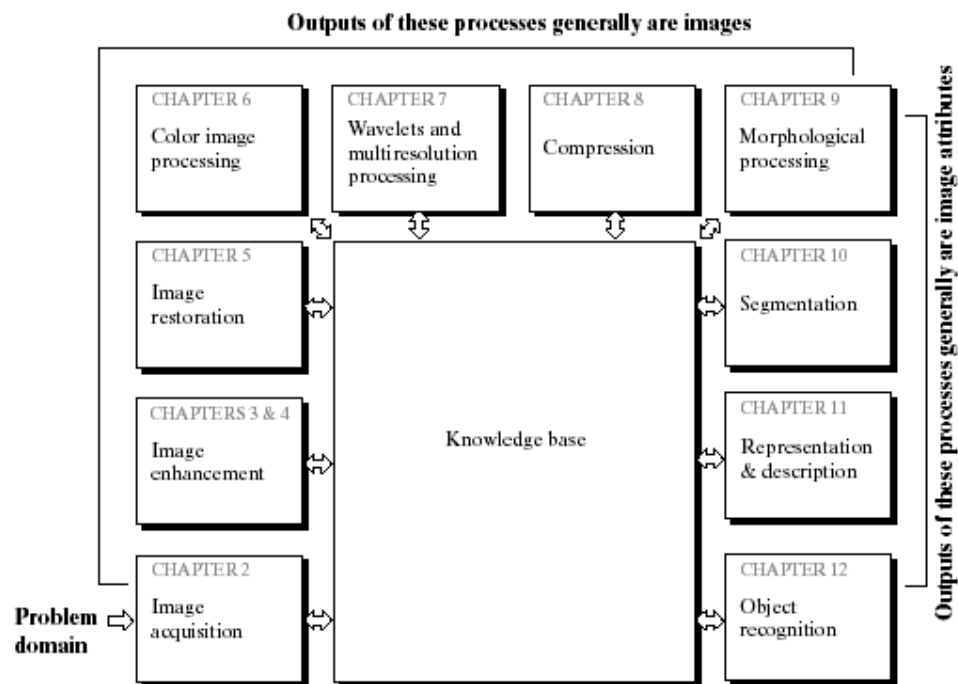 Outputs of these processes generally are images
CHAPTER 6
Color image
processing
CHAPTER 7
Wavelets and
multiresolution
processing
CHAPTER 8
Compression
CHAPTER 9
Morphological
processing
CHAPTER 5
Image
restoration
CHAPTER 10
Segmentation
CHAPTERS 3 & 4
Image
enhancement
Knowledge base
CHAPTER 11
Representation
& description
Problem
domain
CHAPTER 2
Image
acquisition
CHAPTER 12
Object
recognition
Outputs of these processes generally are image attributes